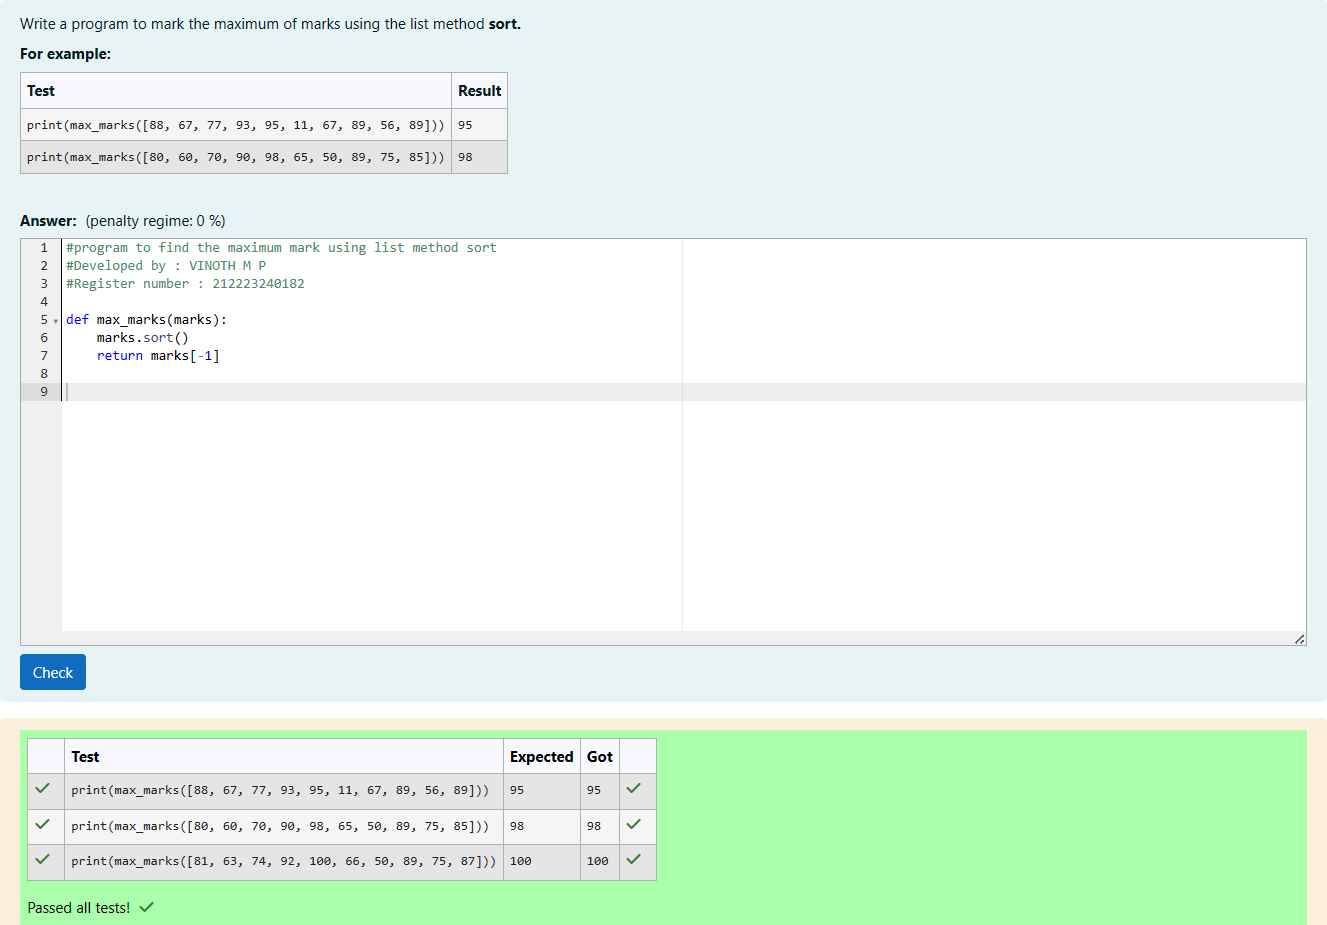 Write a program to mark the maximum of marks using the list method sort.
For example:
Test Result
print(max_marks([88, 67, 77, 93, 95, 11, 67, 89, 56, 89])) 95
print(max_marks([80, 60, 70, 90, 98, 65, 50, 89, 75, 85])) 98
Answer: (penalty regime: 0 %)
1 #program to find the maximum mark using list method sort
2 #Developed by : VINOTH M P
3 #Register number : 212223240182
4
5 def max_marks(marks):
6 marks.sort()
7 return marks[-1]
8
9
Check
Test Expected Got
print(max_marks([88, 67, 77, 93, 95, 11, 67, 89, 56, 89])) 95 95
print(max_marks([80, 60, 70, 90, 98, 65, 50, 89, 75, 85])) 98 98
print(max_marks([81, 63, 74, 92, 100, 66, 50, 89, 75, 87])) 100 100
Passed all tests!